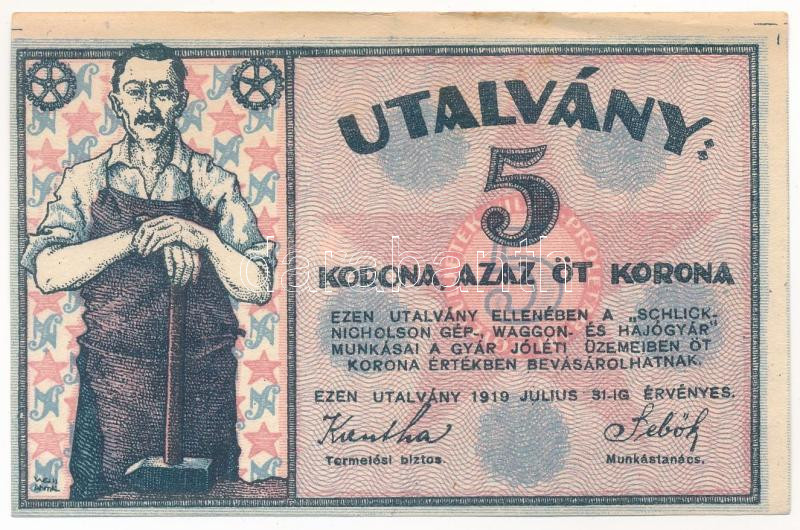 UTALVÁNY:
5
KORONA, AZAZ ÖT KORONA
EZEN UTALVÁNY ELLENÉBEN A „SCHLICK-
NICHOLSON GÉP-, WAGGON- ÉS HAJÓGYÁR"
MUNKÁSAI A GYÁR JÓLÉTI ÜZEMEIBEN ÖT
KORONA ÉRTÉKBEN BEVÁSÁROLHATNAK.
EZEN UTALVÁNY 1919 JULIUS 31-IG ÉRVÉNYES.
Sebők
Termelési biztos. Munkástanács.